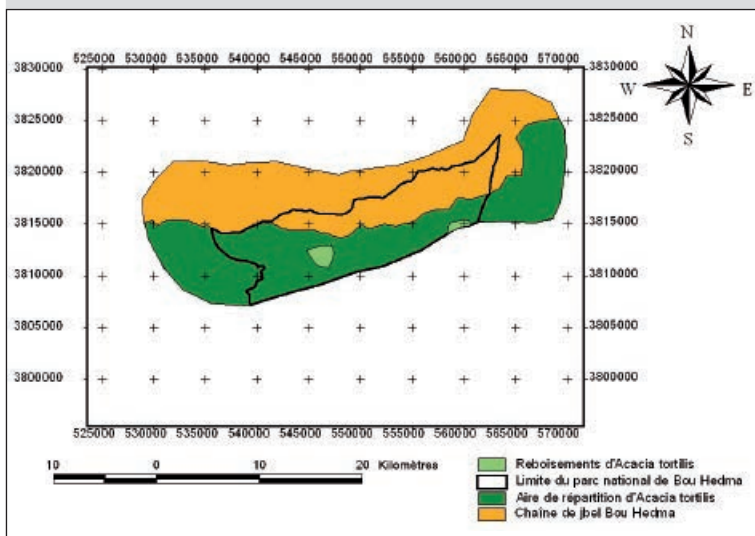 N
W E
S
525000 530000 535000 540000 545000 550000 555000 560000 565000 570000
3830000 3830000
3825000 3825000
3820000 3820000
3815000 3815000
3810000 3810000
3805000 3805000
3800000 3800000
525000 530000 535000 540000 545000 550000 555000 560000 565000 570000
10 0 10 20 Kilomètres
Reboisements d'Acacia tortilis
Limite du parc national de Bou Hedma
Aire de répartition d'Acacia tortilis
Chaîne de jbel Bou Hedma